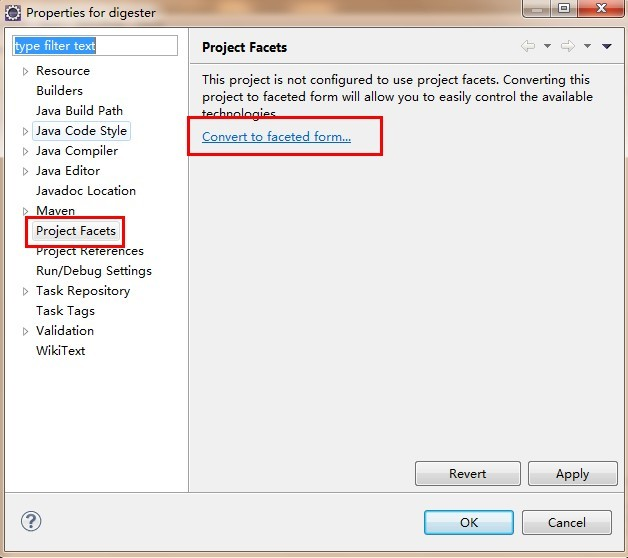 Properties for digester
type filter text
Resource
Builders
Java Build Path
Java Code Style
Java Compiler
Java Editor
Javadoc Location
Maven
Project Facets
Project References
Run/Debug Settings
Task Repository
Task Tags
Validation
WikiText
Project Facets
This project is not configured to use project facets. Converting this
project to faceted form will allow you to easily control the available
technologies.
Convert to faceted form...
Revert
Apply
?
OK
Cancel